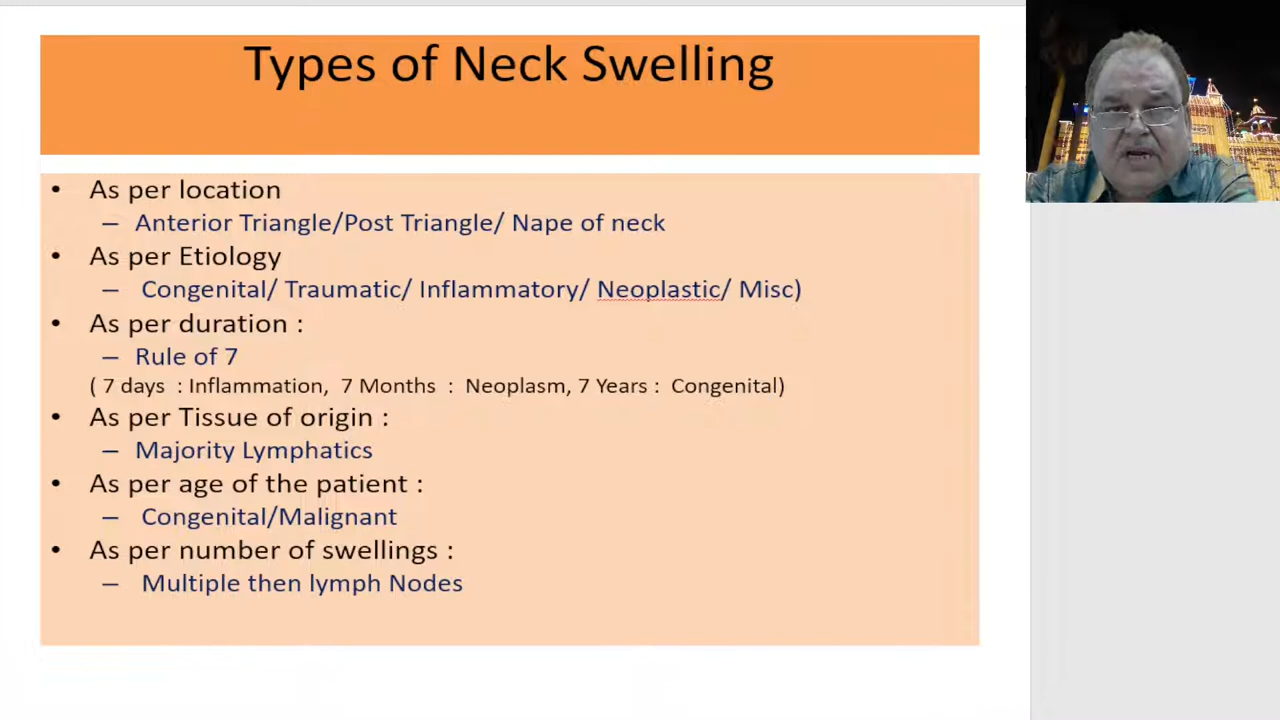 Types of Neck Swelling
• As per location
– Anterior Triangle/Post Triangle/ Nape of neck
• As per Etiology
– Congenital/ Traumatic/ Inflammatory/ Neoplastic/ Misc)
• As per duration :
– Rule of 7
( 7 days : Inflammation, 7 Months : Neoplasm, 7 Years : Congenital)
• As per Tissue of origin :
– Majority Lymphatics
• As per age of the patient :
– Congenital/Malignant
• As per number of swellings :
– Multiple then lymph Nodes